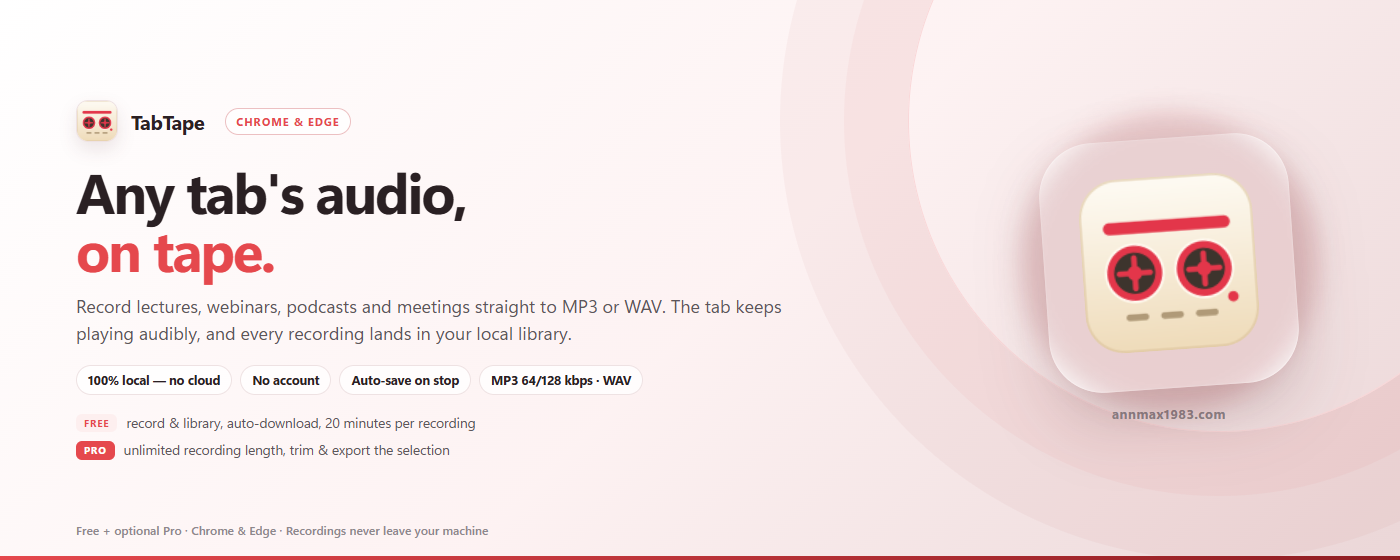 TabTape
CHROME & EDGE
Any tab's audio,
on tape.
Record lectures, webinars, podcasts and meetings straight to MP3 or WAV. The tab keeps
playing audibly, and every recording lands in your local library.
100% local — no cloud
No account
Auto-save on stop
MP3 64/128 kbps · WAV
FREE record & library, auto-download, 20 minutes per recording
PRO unlimited recording length, trim & export the selection
annmax1983.com
Free + optional Pro · Chrome & Edge · Recordings never leave your machine